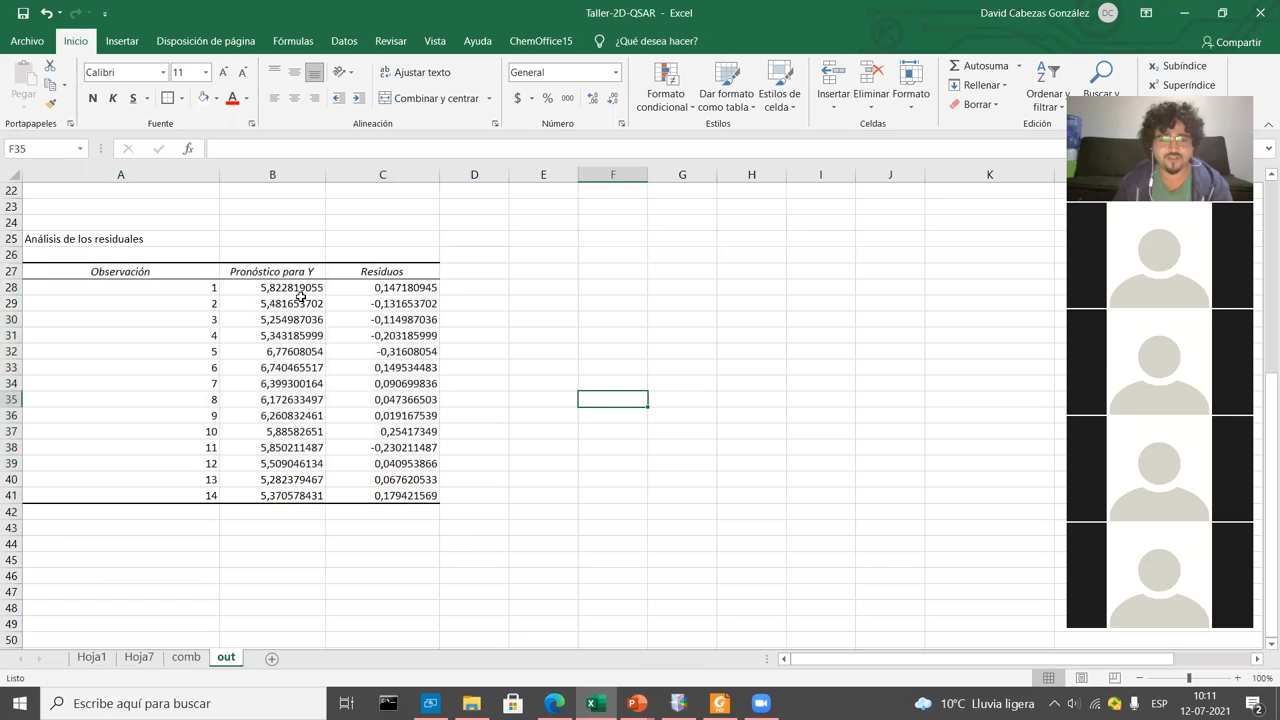 Taller-2D-QSAR - Excel
David Cabezas González DC
Archivo Inicio Insertar Disposición de página Fórmulas Datos Revisar Vista Ayuda ChemOffice15 ¿Qué desea hacer? Compartir
Pegar
Calibri 11
N K S
Ajustar texto
Combinar y centrar
General
$ % 000
Formato condicional
Dar formato como tabla
Estilos de celda
Insertar Eliminar Formato
Autosuma
Rellenar
Borrar
Ordenar y filtrar
Buscar y
X₂ Subíndice
X² Superíndice
Portapapeles Fuente Alineación Número Estilos Celdas Edición
F35 fx
A B C D E F G H I J K
22
23
24
25 Análisis de los residuales
26
27 Observación Pronóstico para Y Residuos
28 1 5,822819055 0,147180945
29 2 5,481653702 -0,131653702
30 3 5,254987036 -0,114987036
31 4 5,343185999 -0,203185999
32 5 6,77608054 -0,31608054
33 6 6,740465517 0,149534483
34 7 6,399300164 0,090699836
35 8 6,172633497 0,047366503
36 9 6,260832461 0,019167539
37 10 5,88582651 0,25417349
38 11 5,850211487 -0,230211487
39 12 5,509046134 0,040953866
40 13 5,282379467 0,067620533
41 14 5,370578431 0,179421569
42
43
44
45
46
47
48
49
50
Hoja1 Hoja7 comb out
Listo 100%
Escribe aquí para buscar
10°C Lluvia ligera
ESP
10:11
12-07-2021
2